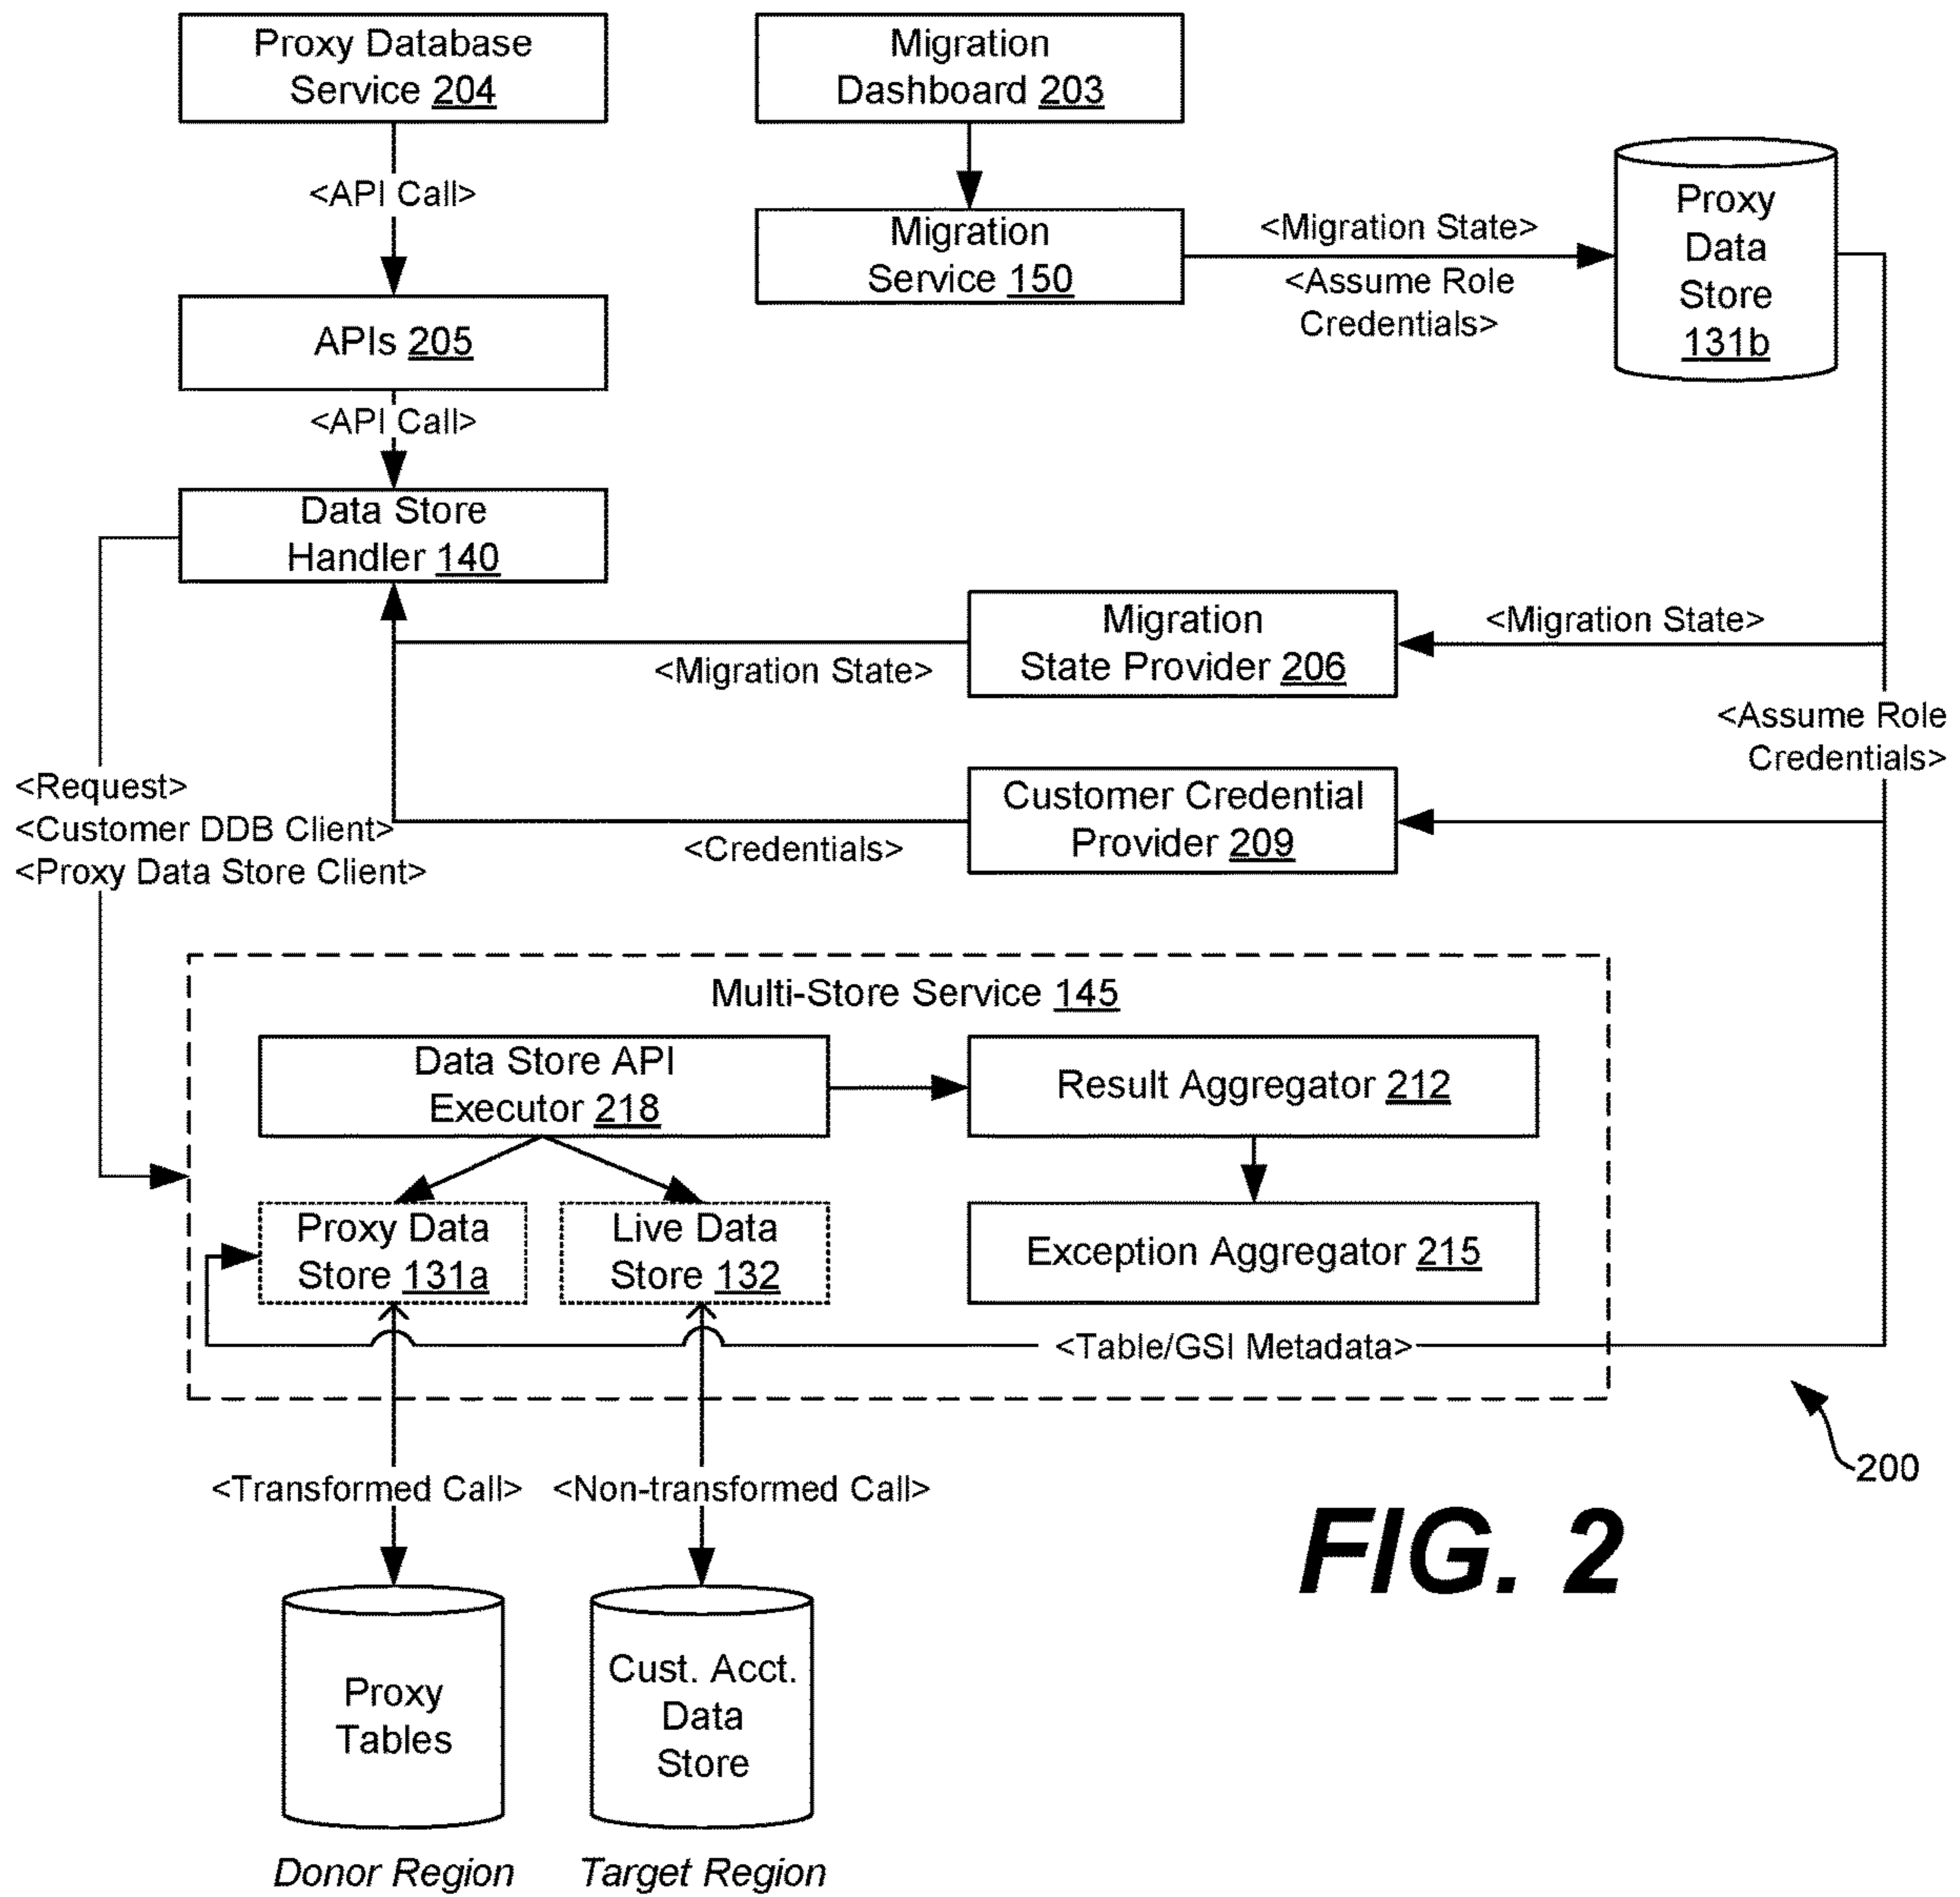 Proxy Database
Service 204
Migration
Dashboard 203
<API Call>
Migration
Service 150
<Migration State>
<Assume Role
Credentials>
Proxy
Data
Store
131b
APIs 205
<API Call>
Data Store
Handler 140
Migration
State Provider 206
<Migration State>
<Migration State>
<Assume Role
Credentials>
Customer Credential
Provider 209
<Credentials>
<Request>
<Customer DDB Client>
<Proxy Data Store Client>
Multi-Store Service 145
Data Store API
Executor 218
Result Aggregator 212
Proxy Data
Store 131a
Live Data
Store 132
Exception Aggregator 215
<Table/GSI Metadata>
<Transformed Call>
<Non-transformed Call>
200
FIG. 2
Proxy
Tables
Cust. Acct.
Data
Store
Donor Region
Target Region